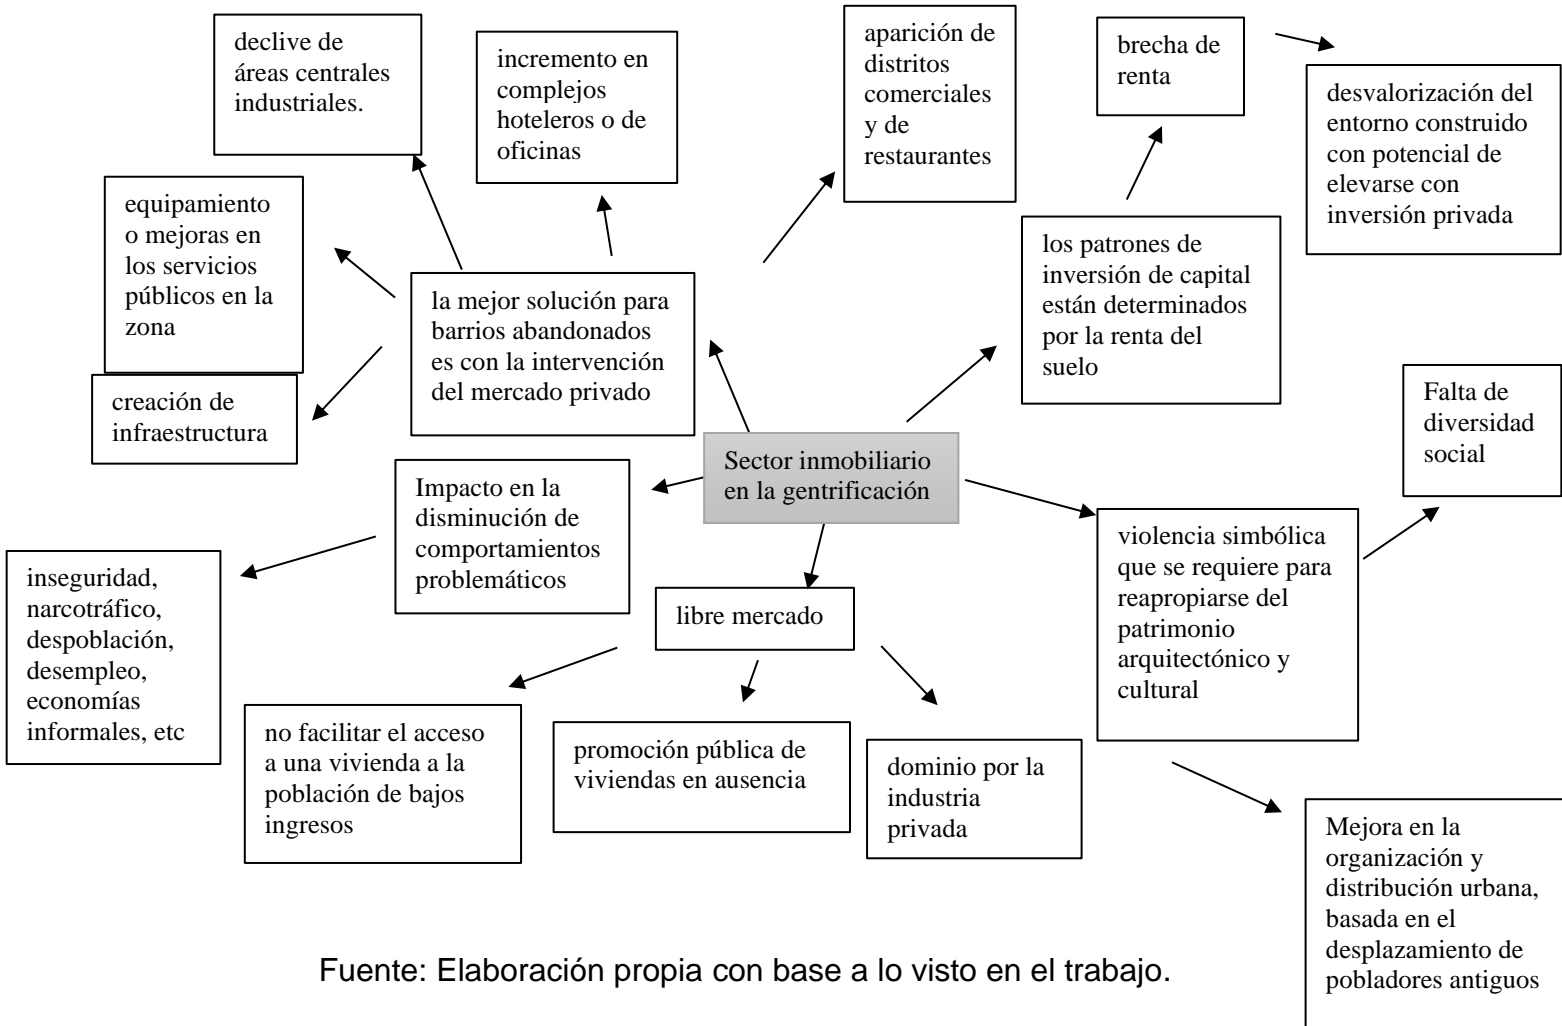 declive de
áreas centrales
industriales.
incremento en
complejos
hoteleros o de
oficinas
aparición de
distritos
comerciales
y de
restaurantes
brecha de
renta
desvalorización del
entorno construido
con potencial de
elevarse con
inversión privada
equipamiento
o mejoras en
los servicios
públicos en la
zona
la mejor solución para
barrios abandonados
es con la intervención
del mercado privado
los patrones de
inversión de capital
están determinados
por la renta del
suelo
creación de
infraestructura
Falta de
diversidad
social
Sector inmobiliario
en la gentrificación
Impacto en la
disminución de
comportamientos
problemáticos
violencia simbólica
que se requiere para
reapropiarse del
patrimonio
arquitectónico y
cultural
inseguridad,
narcotráfico,
despoblación,
desempleo,
economías
informales, etc
libre mercado
no facilitar el acceso
a una vivienda a la
población de bajos
ingresos
promoción pública de
viviendas en ausencia
dominio por la
industria
privada
Mejora en la
organización y
distribución urbana,
basada en el
desplazamiento de
pobladores antiguos
Fuente: Elaboración propia con base a lo visto en el trabajo.